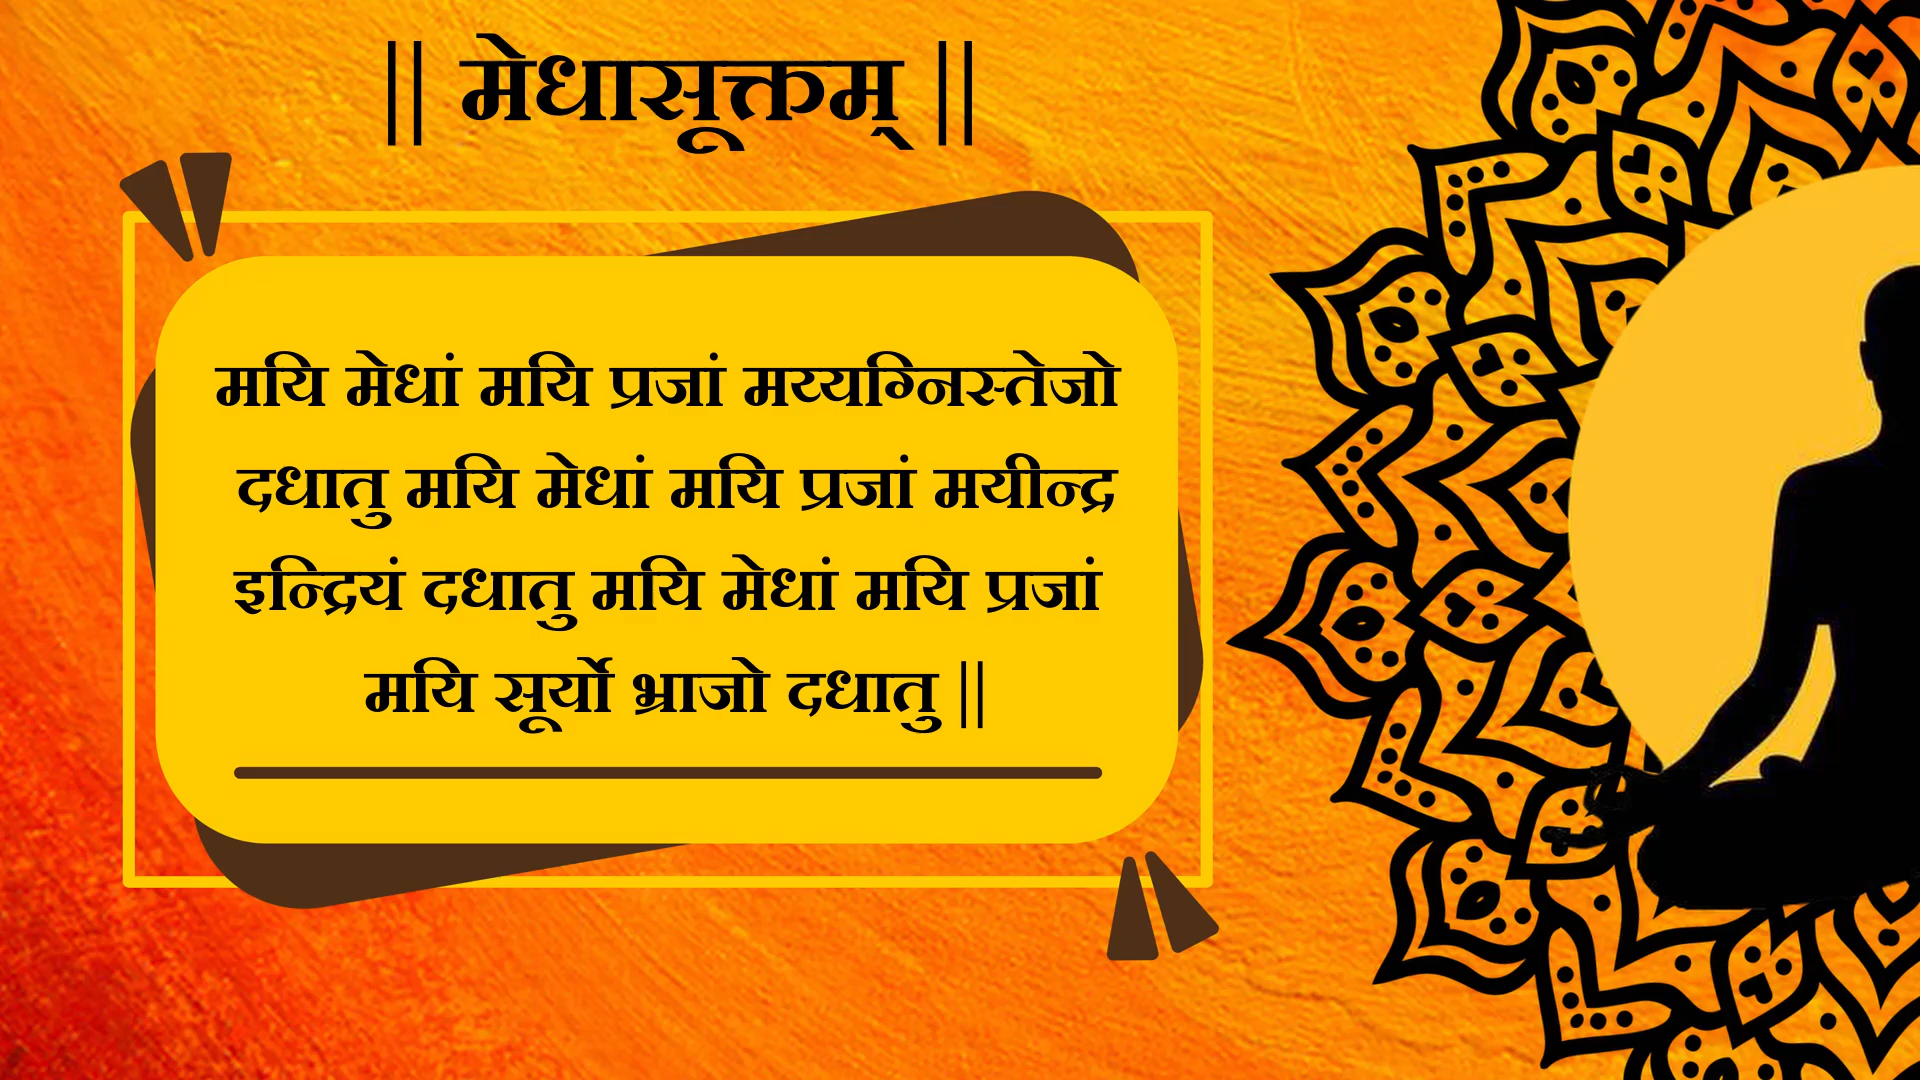 || मेधासूक्तम् ||
मयि मेधां मयि प्रजां मय्यग्निस्तेजो
दधातु मयि मेधां मयि प्रजां मयीन्द्र
इन्द्रियं दधातु मयि मेधां मयि प्रजां
मयि सूर्यो भ्राजो दधातु ||